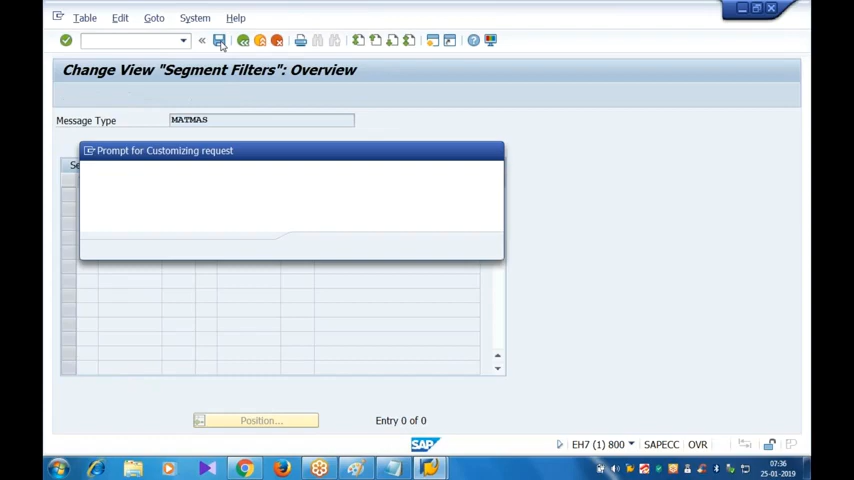 Table Edit Goto System Help
Change View "Segment Filters": Overview
Message Type MATMAS
Prompt for Customizing request
Se
Position... Entry 0 of 0
SAP
EH7 (1) 800 SAPECC OVR
07:36
25-01-2019